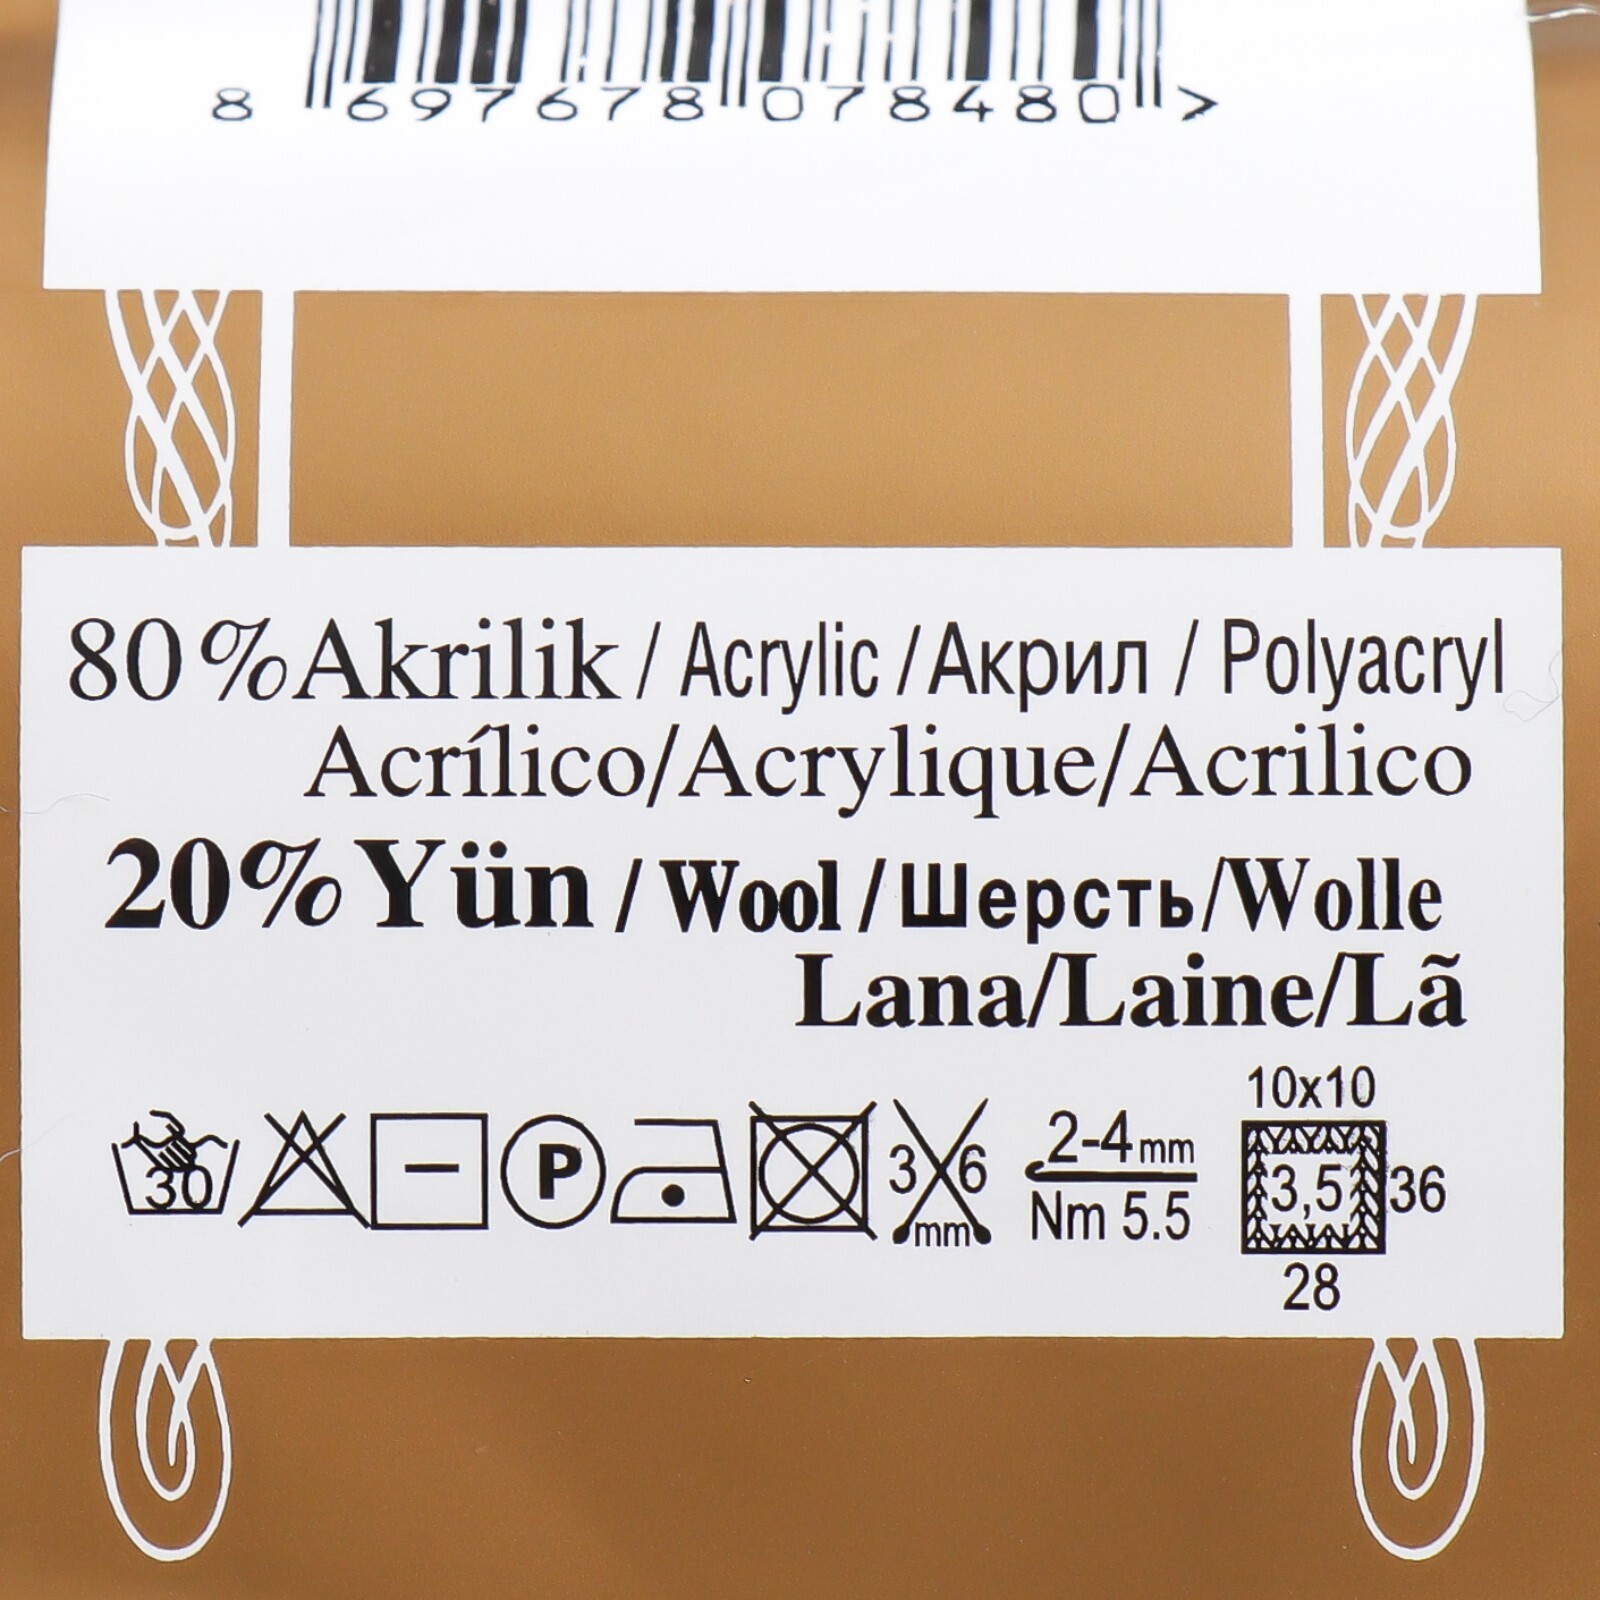 8 697678 078480 >
80%Akrilik / Acrylic / Акрил / Polyacryl
Acrílico/Acrylique/Acrilico
20%Yün / Wool / Шерсть/Wolle
Lana/Laine/Lã
10x10
30 P 3 6 mm 2-4mm 3,5 36
Nm 5.5
28